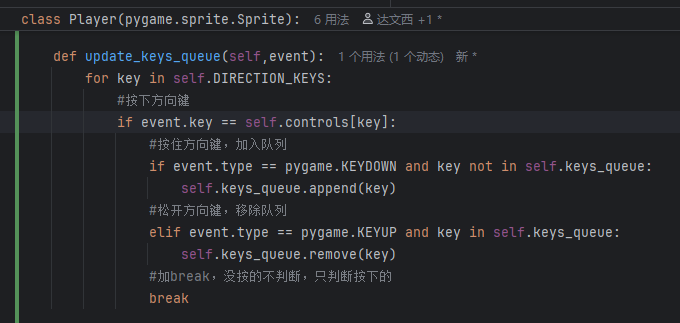 class Player(pygame.sprite.Sprite): 6 用法 达文西 +1 *
def update_keys_queue(self,event): 1 个用法 (1 个动态) 新 *
for key in self.DIRECTION_KEYS:
#按下方向键
if event.key == self.controls[key]:
#按住方向键，加入队列
if event.type == pygame.KEYDOWN and key not in self.keys_queue:
self.keys_queue.append(key)
#松开方向键，移除队列
elif event.type == pygame.KEYUP and key in self.keys_queue:
self.keys_queue.remove(key)
#加break，没按的不判断，只判断按下的
break